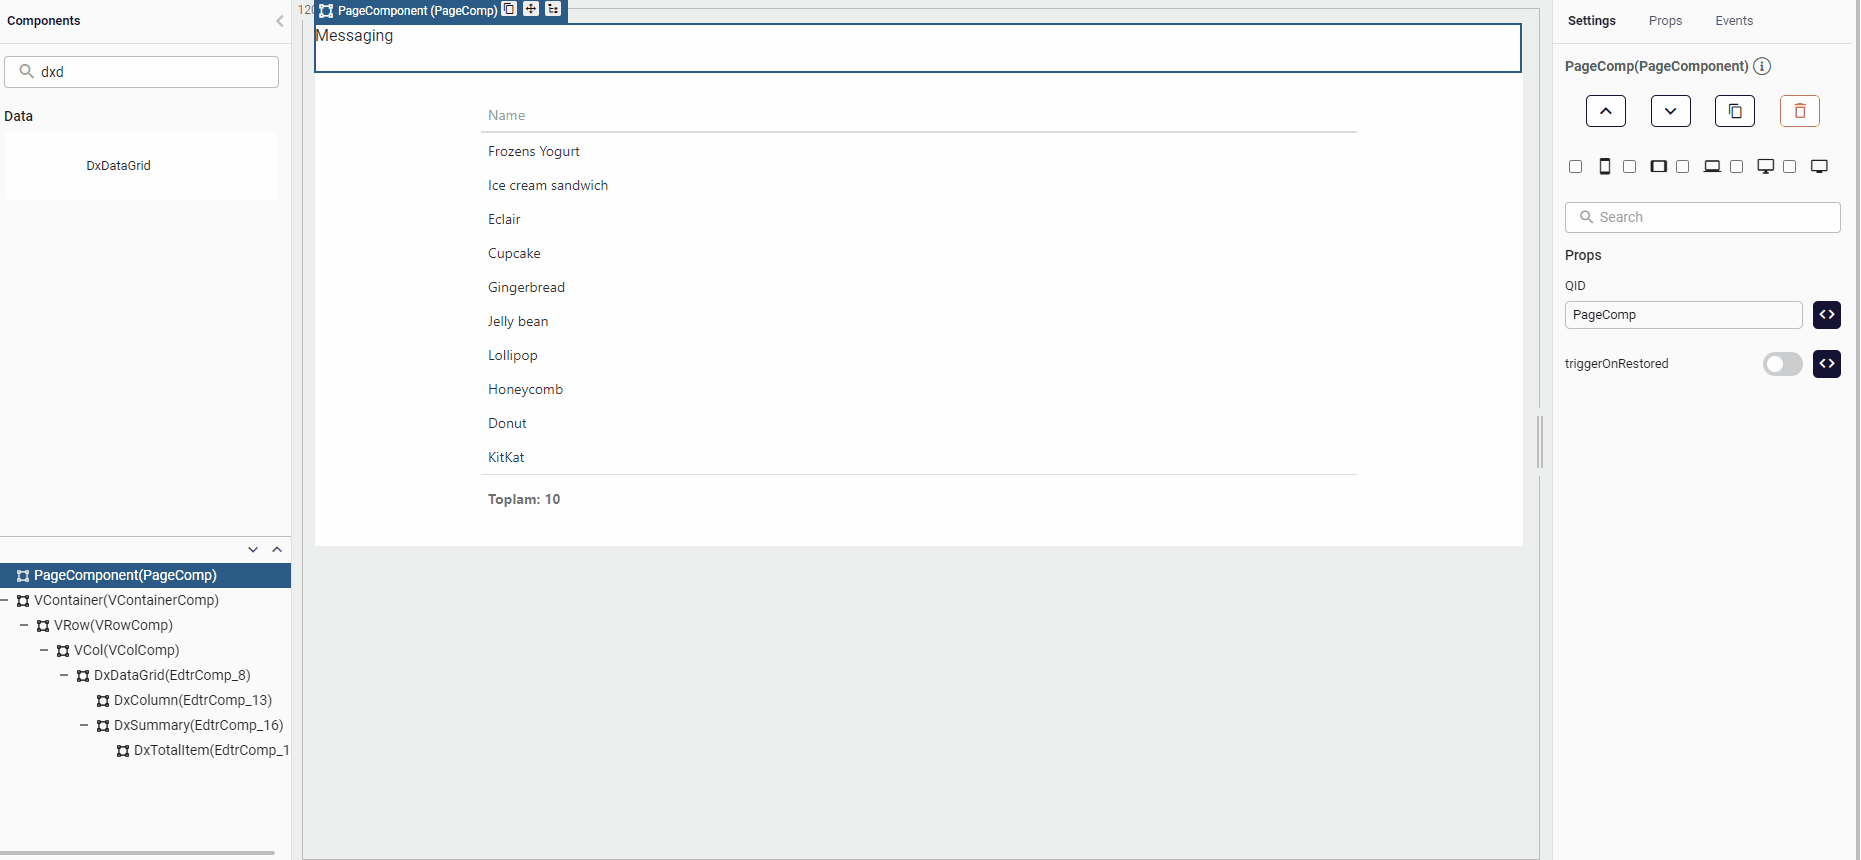 Components
dxd
Data
DxDataGrid
PageComponent(PageComp)
VContainer(VContainerComp)
VRow(VRowComp)
VCol(VColComp)
DxDataGrid(EdtrComp_8)
DxColumn(EdtrComp_13)
DxSummary(EdtrComp_16)
DxTotalItem(EdtrComp_1
120
PageComponent (PageComp)
Messaging
Name
Frozens Yogurt
Ice cream sandwich
Eclair
Cupcake
Gingerbread
Jelly bean
Lollipop
Honeycomb
Donut
KitKat
Toplam: 10
Settings Props Events
PageComp(PageComponent)
Search
Props
QID
PageComp
triggerOnRestored